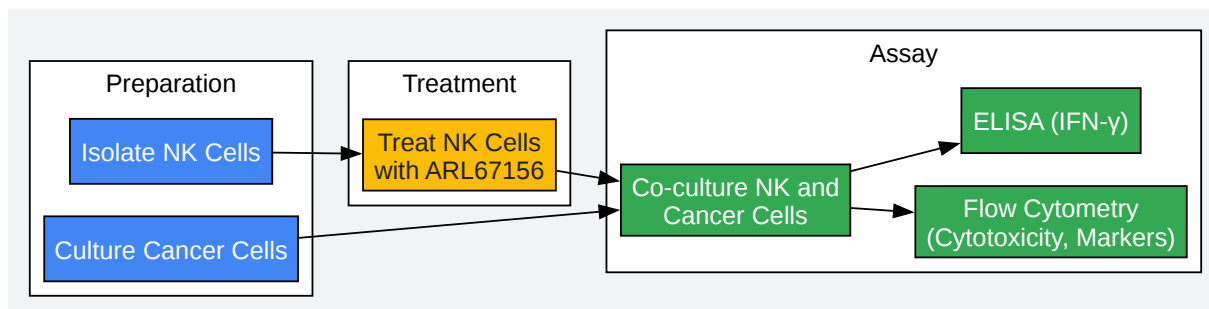 Preparation
Isolate NK Cells
Culture Cancer Cells
Treatment
Treat NK Cells
with ARL67156
Assay
Co-culture NK and
Cancer Cells
ELISA (IFN-γ)
Flow Cytometry
(Cytotoxicity, Markers)